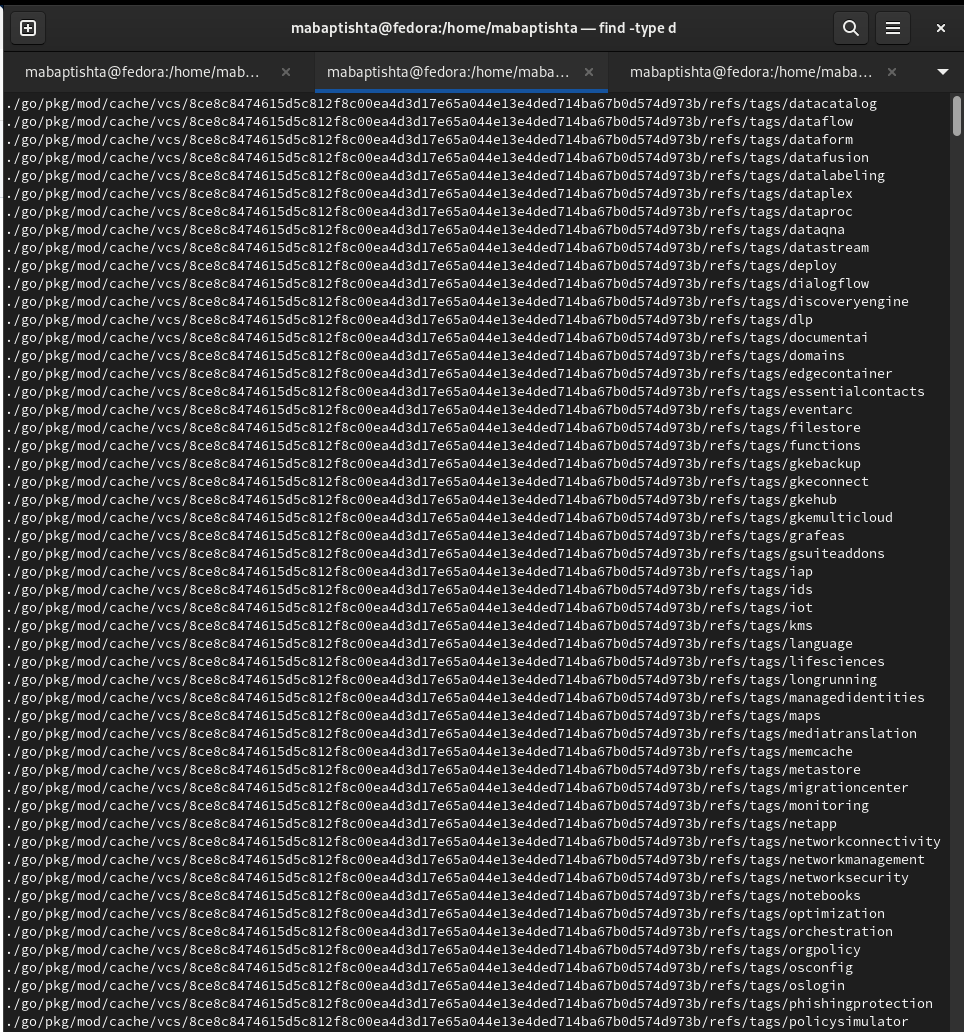 mabaptishta@fedora:/home/mabaptishta — find -type d
mabaptishta@fedora:/home/mab...
mabaptishta@fedora:/home/maba...
mabaptishta@fedora:/home/maba...
./go/pkg/mod/cache/vcs/8ce8c8474615d5c812f8c00ea4d3d17e65a044e13e4ded714ba67b0d574d973b/refs/tags/datacatalog
./go/pkg/mod/cache/vcs/8ce8c8474615d5c812f8c00ea4d3d17e65a044e13e4ded714ba67b0d574d973b/refs/tags/dataflow
./go/pkg/mod/cache/vcs/8ce8c8474615d5c812f8c00ea4d3d17e65a044e13e4ded714ba67b0d574d973b/refs/tags/dataform
./go/pkg/mod/cache/vcs/8ce8c8474615d5c812f8c00ea4d3d17e65a044e13e4ded714ba67b0d574d973b/refs/tags/datafusion
./go/pkg/mod/cache/vcs/8ce8c8474615d5c812f8c00ea4d3d17e65a044e13e4ded714ba67b0d574d973b/refs/tags/datalabeling
./go/pkg/mod/cache/vcs/8ce8c8474615d5c812f8c00ea4d3d17e65a044e13e4ded714ba67b0d574d973b/refs/tags/dataplex
./go/pkg/mod/cache/vcs/8ce8c8474615d5c812f8c00ea4d3d17e65a044e13e4ded714ba67b0d574d973b/refs/tags/dataproc
./go/pkg/mod/cache/vcs/8ce8c8474615d5c812f8c00ea4d3d17e65a044e13e4ded714ba67b0d574d973b/refs/tags/dataqna
./go/pkg/mod/cache/vcs/8ce8c8474615d5c812f8c00ea4d3d17e65a044e13e4ded714ba67b0d574d973b/refs/tags/datastream
./go/pkg/mod/cache/vcs/8ce8c8474615d5c812f8c00ea4d3d17e65a044e13e4ded714ba67b0d574d973b/refs/tags/deploy
./go/pkg/mod/cache/vcs/8ce8c8474615d5c812f8c00ea4d3d17e65a044e13e4ded714ba67b0d574d973b/refs/tags/dialogflow
./go/pkg/mod/cache/vcs/8ce8c8474615d5c812f8c00ea4d3d17e65a044e13e4ded714ba67b0d574d973b/refs/tags/discoveryengine
./go/pkg/mod/cache/vcs/8ce8c8474615d5c812f8c00ea4d3d17e65a044e13e4ded714ba67b0d574d973b/refs/tags/dlp
./go/pkg/mod/cache/vcs/8ce8c8474615d5c812f8c00ea4d3d17e65a044e13e4ded714ba67b0d574d973b/refs/tags/documentai
./go/pkg/mod/cache/vcs/8ce8c8474615d5c812f8c00ea4d3d17e65a044e13e4ded714ba67b0d574d973b/refs/tags/domains
./go/pkg/mod/cache/vcs/8ce8c8474615d5c812f8c00ea4d3d17e65a044e13e4ded714ba67b0d574d973b/refs/tags/edgecontainer
./go/pkg/mod/cache/vcs/8ce8c8474615d5c812f8c00ea4d3d17e65a044e13e4ded714ba67b0d574d973b/refs/tags/essentialcontacts
./go/pkg/mod/cache/vcs/8ce8c8474615d5c812f8c00ea4d3d17e65a044e13e4ded714ba67b0d574d973b/refs/tags/eventarc
./go/pkg/mod/cache/vcs/8ce8c8474615d5c812f8c00ea4d3d17e65a044e13e4ded714ba67b0d574d973b/refs/tags/filestore
./go/pkg/mod/cache/vcs/8ce8c8474615d5c812f8c00ea4d3d17e65a044e13e4ded714ba67b0d574d973b/refs/tags/functions
./go/pkg/mod/cache/vcs/8ce8c8474615d5c812f8c00ea4d3d17e65a044e13e4ded714ba67b0d574d973b/refs/tags/gkebackup
./go/pkg/mod/cache/vcs/8ce8c8474615d5c812f8c00ea4d3d17e65a044e13e4ded714ba67b0d574d973b/refs/tags/gkeconnect
./go/pkg/mod/cache/vcs/8ce8c8474615d5c812f8c00ea4d3d17e65a044e13e4ded714ba67b0d574d973b/refs/tags/gkehub
./go/pkg/mod/cache/vcs/8ce8c8474615d5c812f8c00ea4d3d17e65a044e13e4ded714ba67b0d574d973b/refs/tags/gkemulticloud
./go/pkg/mod/cache/vcs/8ce8c8474615d5c812f8c00ea4d3d17e65a044e13e4ded714ba67b0d574d973b/refs/tags/grafeas
./go/pkg/mod/cache/vcs/8ce8c8474615d5c812f8c00ea4d3d17e65a044e13e4ded714ba67b0d574d973b/refs/tags/gsuiteaddons
./go/pkg/mod/cache/vcs/8ce8c8474615d5c812f8c00ea4d3d17e65a044e13e4ded714ba67b0d574d973b/refs/tags/iap
./go/pkg/mod/cache/vcs/8ce8c8474615d5c812f8c00ea4d3d17e65a044e13e4ded714ba67b0d574d973b/refs/tags/ids
./go/pkg/mod/cache/vcs/8ce8c8474615d5c812f8c00ea4d3d17e65a044e13e4ded714ba67b0d574d973b/refs/tags/iot
./go/pkg/mod/cache/vcs/8ce8c8474615d5c812f8c00ea4d3d17e65a044e13e4ded714ba67b0d574d973b/refs/tags/kms
./go/pkg/mod/cache/vcs/8ce8c8474615d5c812f8c00ea4d3d17e65a044e13e4ded714ba67b0d574d973b/refs/tags/language
./go/pkg/mod/cache/vcs/8ce8c8474615d5c812f8c00ea4d3d17e65a044e13e4ded714ba67b0d574d973b/refs/tags/lifesciences
./go/pkg/mod/cache/vcs/8ce8c8474615d5c812f8c00ea4d3d17e65a044e13e4ded714ba67b0d574d973b/refs/tags/longrunning
./go/pkg/mod/cache/vcs/8ce8c8474615d5c812f8c00ea4d3d17e65a044e13e4ded714ba67b0d574d973b/refs/tags/managedidentities
./go/pkg/mod/cache/vcs/8ce8c8474615d5c812f8c00ea4d3d17e65a044e13e4ded714ba67b0d574d973b/refs/tags/maps
./go/pkg/mod/cache/vcs/8ce8c8474615d5c812f8c00ea4d3d17e65a044e13e4ded714ba67b0d574d973b/refs/tags/mediatranslation
./go/pkg/mod/cache/vcs/8ce8c8474615d5c812f8c00ea4d3d17e65a044e13e4ded714ba67b0d574d973b/refs/tags/memcache
./go/pkg/mod/cache/vcs/8ce8c8474615d5c812f8c00ea4d3d17e65a044e13e4ded714ba67b0d574d973b/refs/tags/metastore
./go/pkg/mod/cache/vcs/8ce8c8474615d5c812f8c00ea4d3d17e65a044e13e4ded714ba67b0d574d973b/refs/tags/migrationcenter
./go/pkg/mod/cache/vcs/8ce8c8474615d5c812f8c00ea4d3d17e65a044e13e4ded714ba67b0d574d973b/refs/tags/monitoring
./go/pkg/mod/cache/vcs/8ce8c8474615d5c812f8c00ea4d3d17e65a044e13e4ded714ba67b0d574d973b/refs/tags/netapp
./go/pkg/mod/cache/vcs/8ce8c8474615d5c812f8c00ea4d3d17e65a044e13e4ded714ba67b0d574d973b/refs/tags/networkconnectivity
./go/pkg/mod/cache/vcs/8ce8c8474615d5c812f8c00ea4d3d17e65a044e13e4ded714ba67b0d574d973b/refs/tags/networkmanagement
./go/pkg/mod/cache/vcs/8ce8c8474615d5c812f8c00ea4d3d17e65a044e13e4ded714ba67b0d574d973b/refs/tags/networksecurity
./go/pkg/mod/cache/vcs/8ce8c8474615d5c812f8c00ea4d3d17e65a044e13e4ded714ba67b0d574d973b/refs/tags/notebooks
./go/pkg/mod/cache/vcs/8ce8c8474615d5c812f8c00ea4d3d17e65a044e13e4ded714ba67b0d574d973b/refs/tags/optimization
./go/pkg/mod/cache/vcs/8ce8c8474615d5c812f8c00ea4d3d17e65a044e13e4ded714ba67b0d574d973b/refs/tags/orchestration
./go/pkg/mod/cache/vcs/8ce8c8474615d5c812f8c00ea4d3d17e65a044e13e4ded714ba67b0d574d973b/refs/tags/orgpolicy
./go/pkg/mod/cache/vcs/8ce8c8474615d5c812f8c00ea4d3d17e65a044e13e4ded714ba67b0d574d973b/refs/tags/osconfig
./go/pkg/mod/cache/vcs/8ce8c8474615d5c812f8c00ea4d3d17e65a044e13e4ded714ba67b0d574d973b/refs/tags/oslogin
./go/pkg/mod/cache/vcs/8ce8c8474615d5c812f8c00ea4d3d17e65a044e13e4ded714ba67b0d574d973b/refs/tags/phishingprotection
./go/pkg/mod/cache/vcs/8ce8c8474615d5c812f8c00ea4d3d17e65a044e13e4ded714ba67b0d574d973b/refs/tags/policysimulator